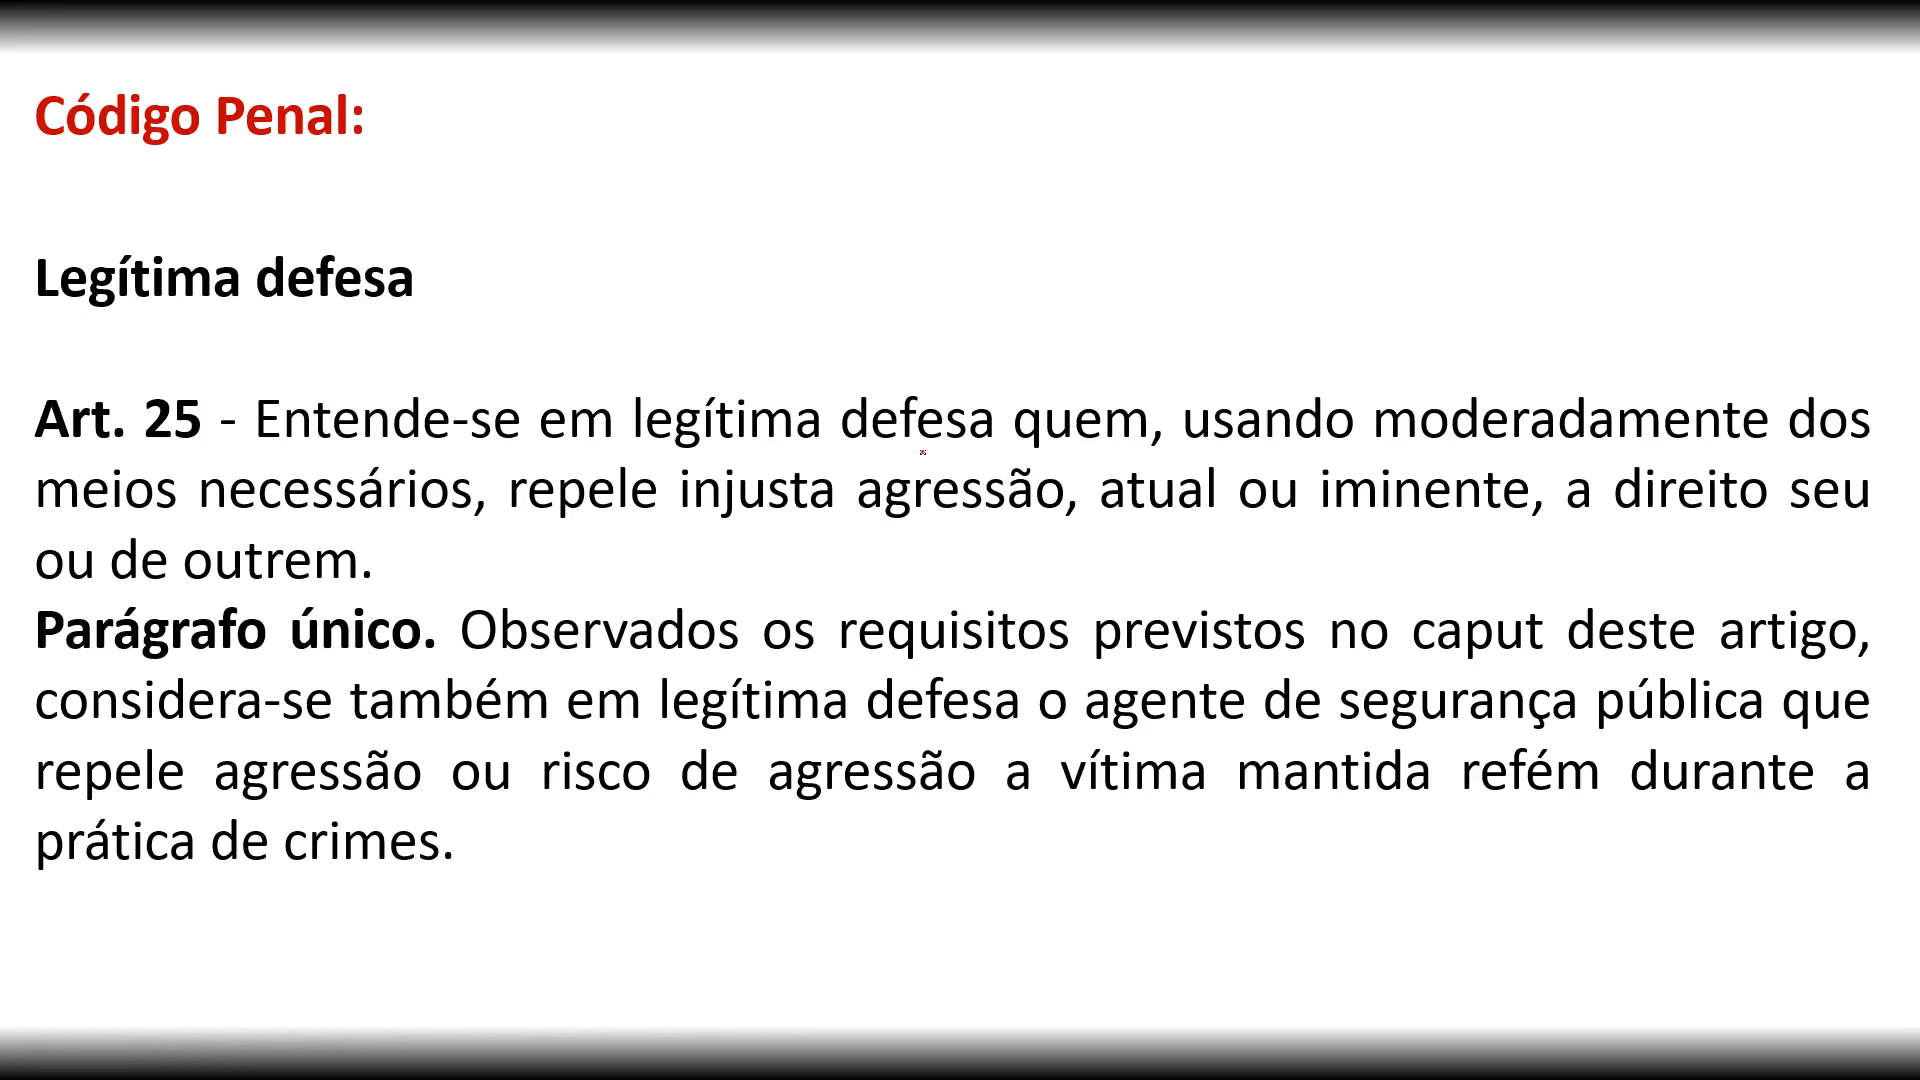 Código Penal:
Legítima defesa
Art. 25 - Entende-se em legítima defesa quem, usando moderadamente dos
meios necessários, repele injusta agressão, atual ou iminente, a direito seu
ou de outrem.
Parágrafo único. Observados os requisitos previstos no caput deste artigo,
considera-se também em legítima defesa o agente de segurança pública que
repele agressão ou risco de agressão a vítima mantida refém durante a
prática de crimes.